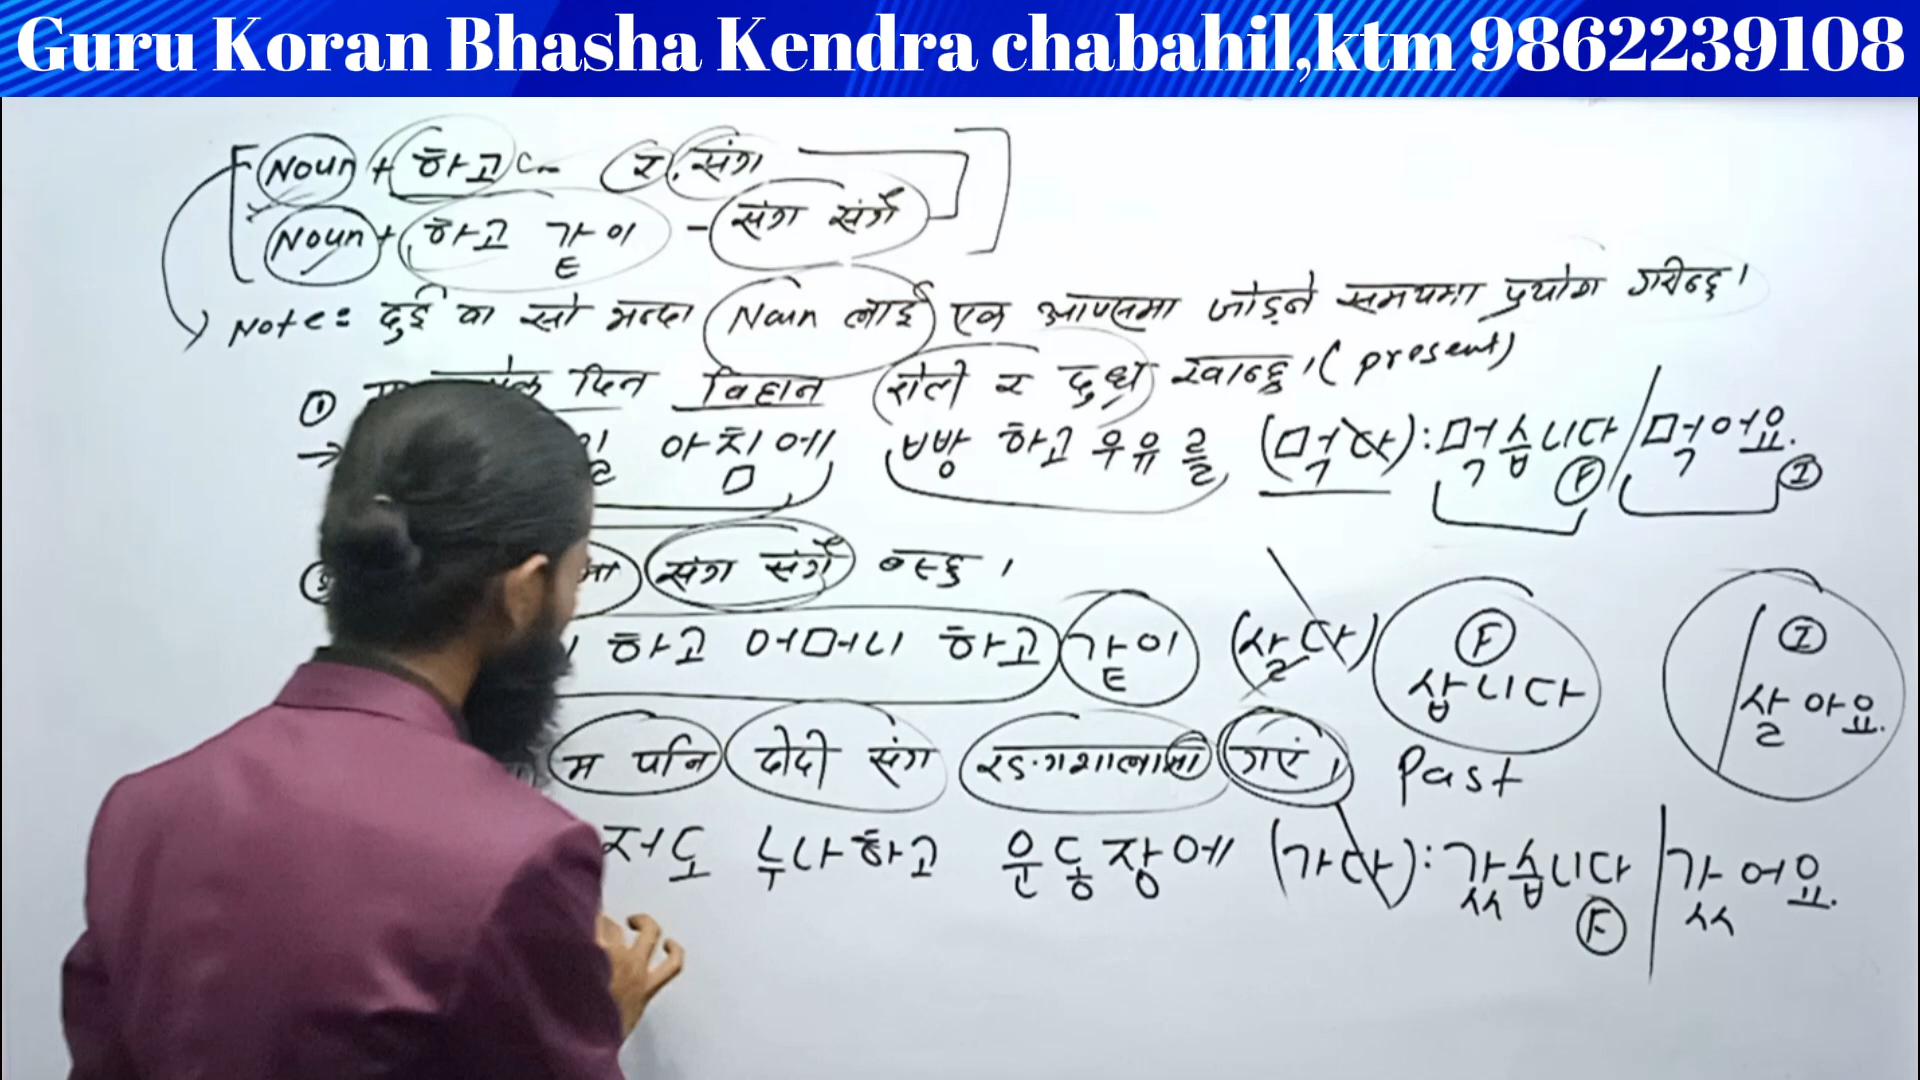 Guru Koran Bhasha Kendra chabahil,ktm 9862239108
Noun + 하고 र, संग
Noun + 하고 같이 - संग संगै
Note: दुई वा सो भन्दा Noun लाई एक आपसमा जोड्ने समयमा प्रयोग गरीन्छ।
① दिन विहान रोटी र दुध खान्छु। (present)
→ 아침에 빵 하고 우유를 (먹다): 먹습니다 / 먹어요.
F I
संग संगै बस्छु ।
하고 어머니 하고 같이 (살다) F 삽니다 / I 살아요.
म पनि दीदी संग रङ्गशालामा गएं। Past
저도 누나하고 운동장에 (가다): 갔습니다 / 갔어요.
F